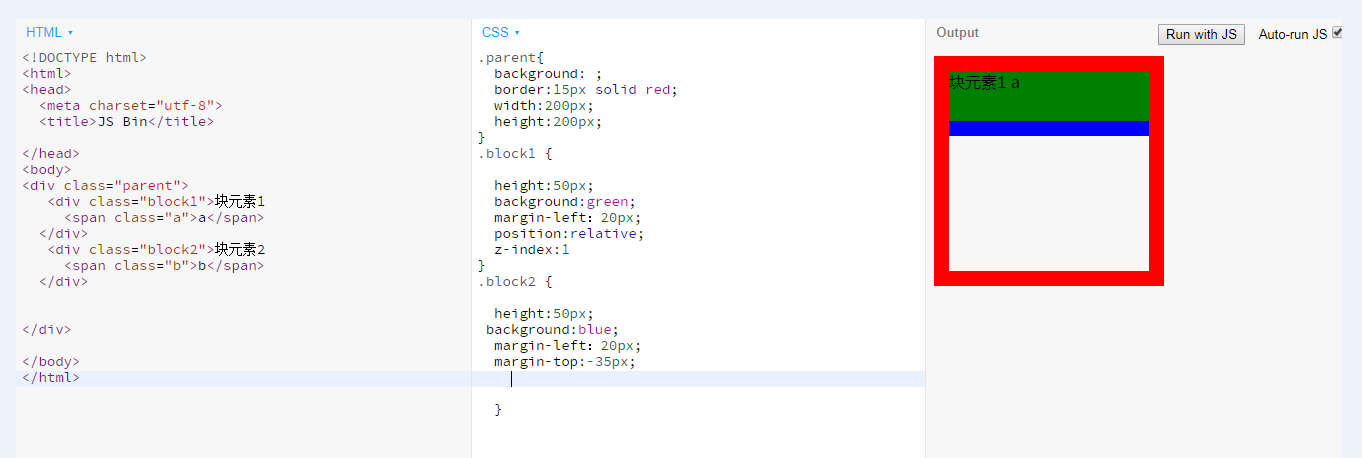 HTML ▾
<!DOCTYPE html>
<html>
<head>
<meta charset="utf-8">
<title>JS Bin</title>
</head>
<body>
<div class="parent">
<div class="block1">块元素1
<span class="a">a</span>
</div>
<div class="block2">块元素2
<span class="b">b</span>
</div>
</div>
</body>
</html>
CSS ▾
.parent{
background: ;
border:15px solid red;
width:200px;
height:200px;
}
.block1 {
height:50px;
background:green;
margin-left：20px;
position:relative;
z-index:1
}
.block2 {
height:50px;
background:blue;
margin-left：20px;
margin-top:-35px;
}
Output
Run with JS
Auto-run JS
块元素1 a